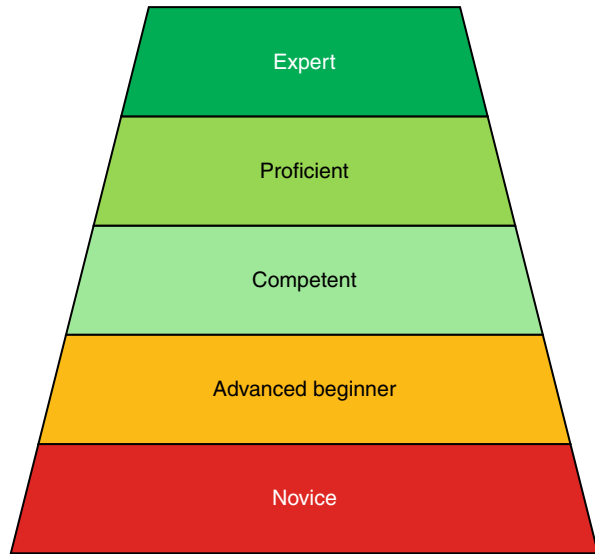 Expert
Proficient
Competent
Advanced beginner
Novice